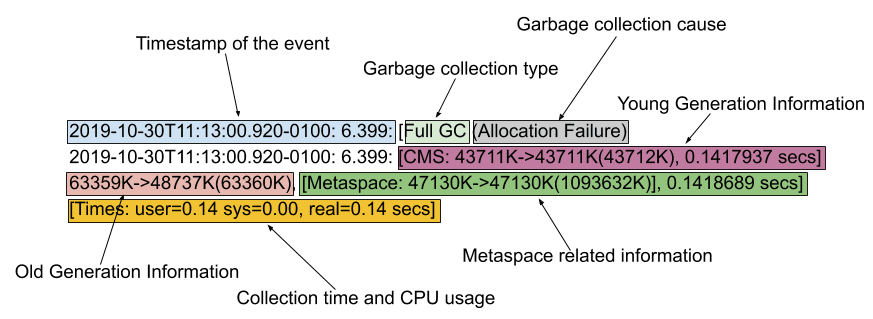 Garbage collection cause
Timestamp of the event
Garbage collection type
Young Generation Information
2019-10-30T11:13:00.920-0100: 6.399: [Full GC (Allocation Failure)
2019-10-30T11:13:00.920-0100: 6.399: [CMS: 43711K->43711K(43712K), 0.1417937 secs]
63359K->48737K(63360K), [Metaspace: 47130K->47130K(1093632K)], 0.1418689 secs]
[Times: user=0.14 sys=0.00, real=0.14 secs]
Metaspace related information
Old Generation Information
Collection time and CPU usage